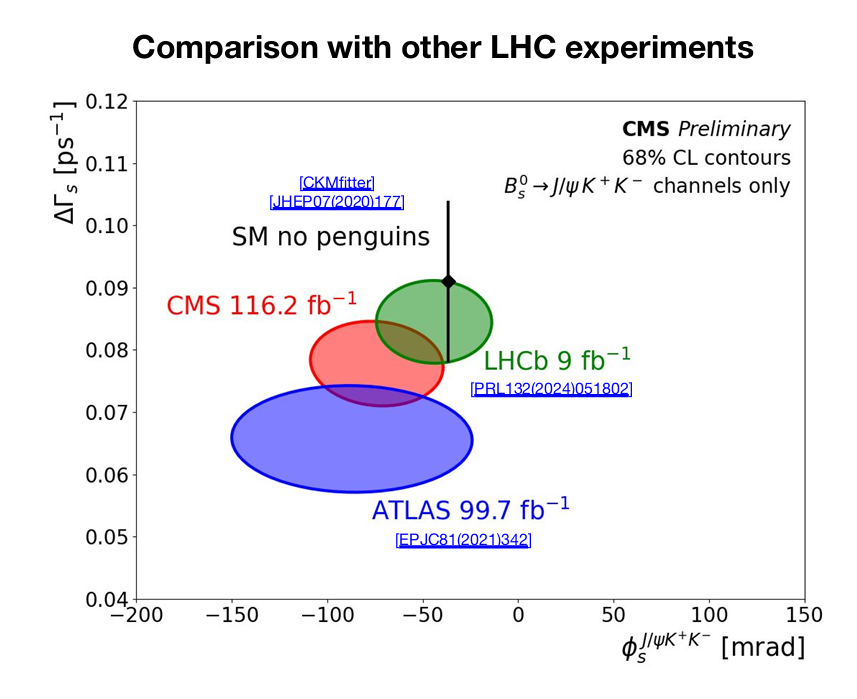 Comparison with other LHC experiments
ΔΓₛ [ps⁻¹]
0.12
0.11
0.10
0.09
0.08
0.07
0.06
0.05
0.04
CMS Preliminary
68% CL contours
Bₛ⁰ → J/ψ K⁺ K⁻ channels only
[CKMfitter]
[JHEP07(2020)177]
SM no penguins
CMS 116.2 fb⁻¹
LHCb 9 fb⁻¹
[PRL132(2024)051802]
ATLAS 99.7 fb⁻¹
[EPJC81(2021)342]
−200 −150 −100 −50 0 50 100 150
ϕₛ^J/ψK⁺K⁻ [mrad]